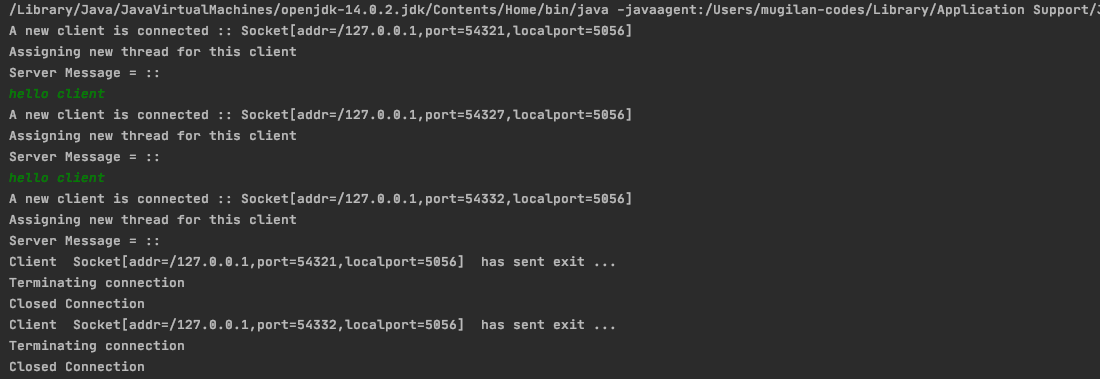 /Library/Java/JavaVirtualMachines/openjdk-14.0.2.jdk/Contents/Home/bin/java -javaagent:/Users/mugilan-codes/Library/Application Support/J
A new client is connected :: Socket[addr=/127.0.0.1,port=54321,localport=5056]
Assigning new thread for this client
Server Message = ::
hello client
A new client is connected :: Socket[addr=/127.0.0.1,port=54327,localport=5056]
Assigning new thread for this client
Server Message = ::
hello client
A new client is connected :: Socket[addr=/127.0.0.1,port=54332,localport=5056]
Assigning new thread for this client
Server Message = ::
Client  Socket[addr=/127.0.0.1,port=54321,localport=5056]  has sent exit ...
Terminating connection
Closed Connection
Client  Socket[addr=/127.0.0.1,port=54332,localport=5056]  has sent exit ...
Terminating connection
Closed Connection